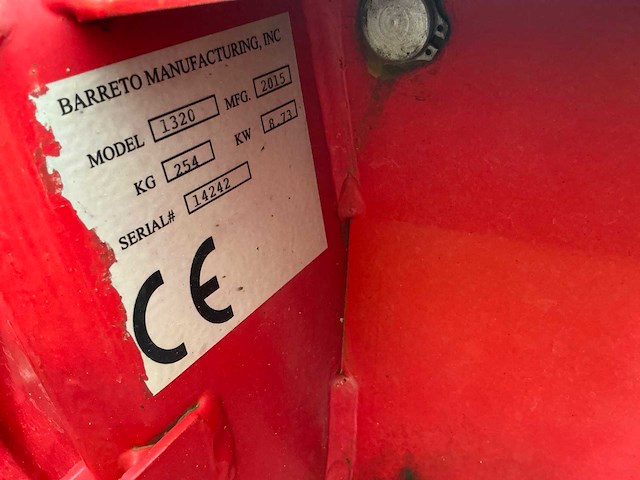 BARRETO MANUFACTURING, INC
MODEL 1320 MFG. 2015
KG 254 KW 8.73
SERIAL# 14242
CE